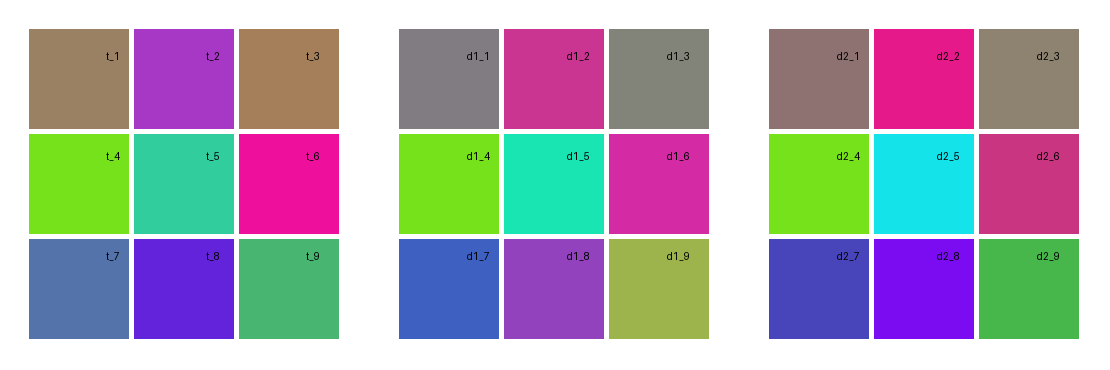 t_1 t_2 t_3 d1_1 d1_2 d1_3 d2_1 d2_2 d2_3
t_4 t_5 t_6 d1_4 d1_5 d1_6 d2_4 d2_5 d2_6
t_7 t_8 t_9 d1_7 d1_8 d1_9 d2_7 d2_8 d2_9